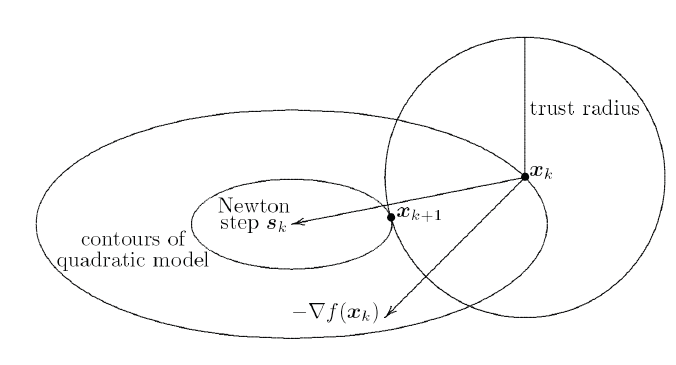 trust radius
x_k
Newton
step s_k
x_{k+1}
contours of
quadratic model
−∇f(x_k)